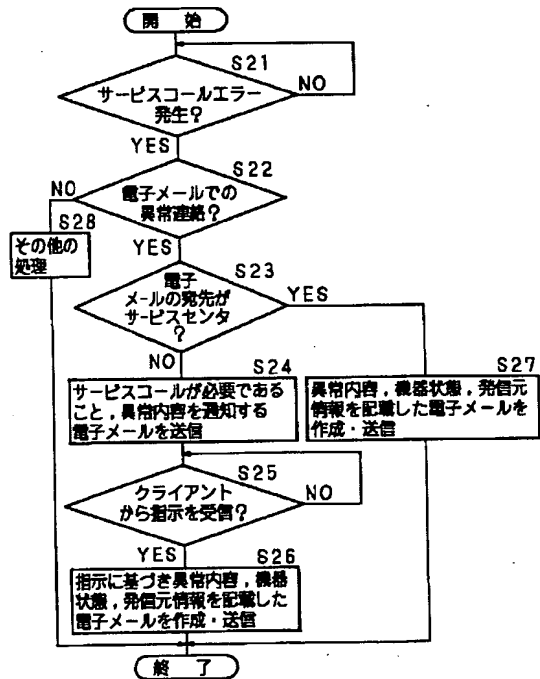 開 始
S21
サービスコールエラー
発生?
NO
YES
S22
電子メールでの
異常連絡?
NO
S28
その他の
処理
YES
S23
電子
メールの宛先が
サービスセンタ
?
YES
NO
S24
サービスコールが必要である
こと,異常内容を通知する
電子メールを送信
S27
異常内容,機器状態,発信元
情報を記載した電子メールを
作成・送信
S25
クライアント
から指示を受信?
NO
YES
S26
指示に基づき異常内容,機器
状態,発信元情報を記載した
電子メールを作成・送信
終 了